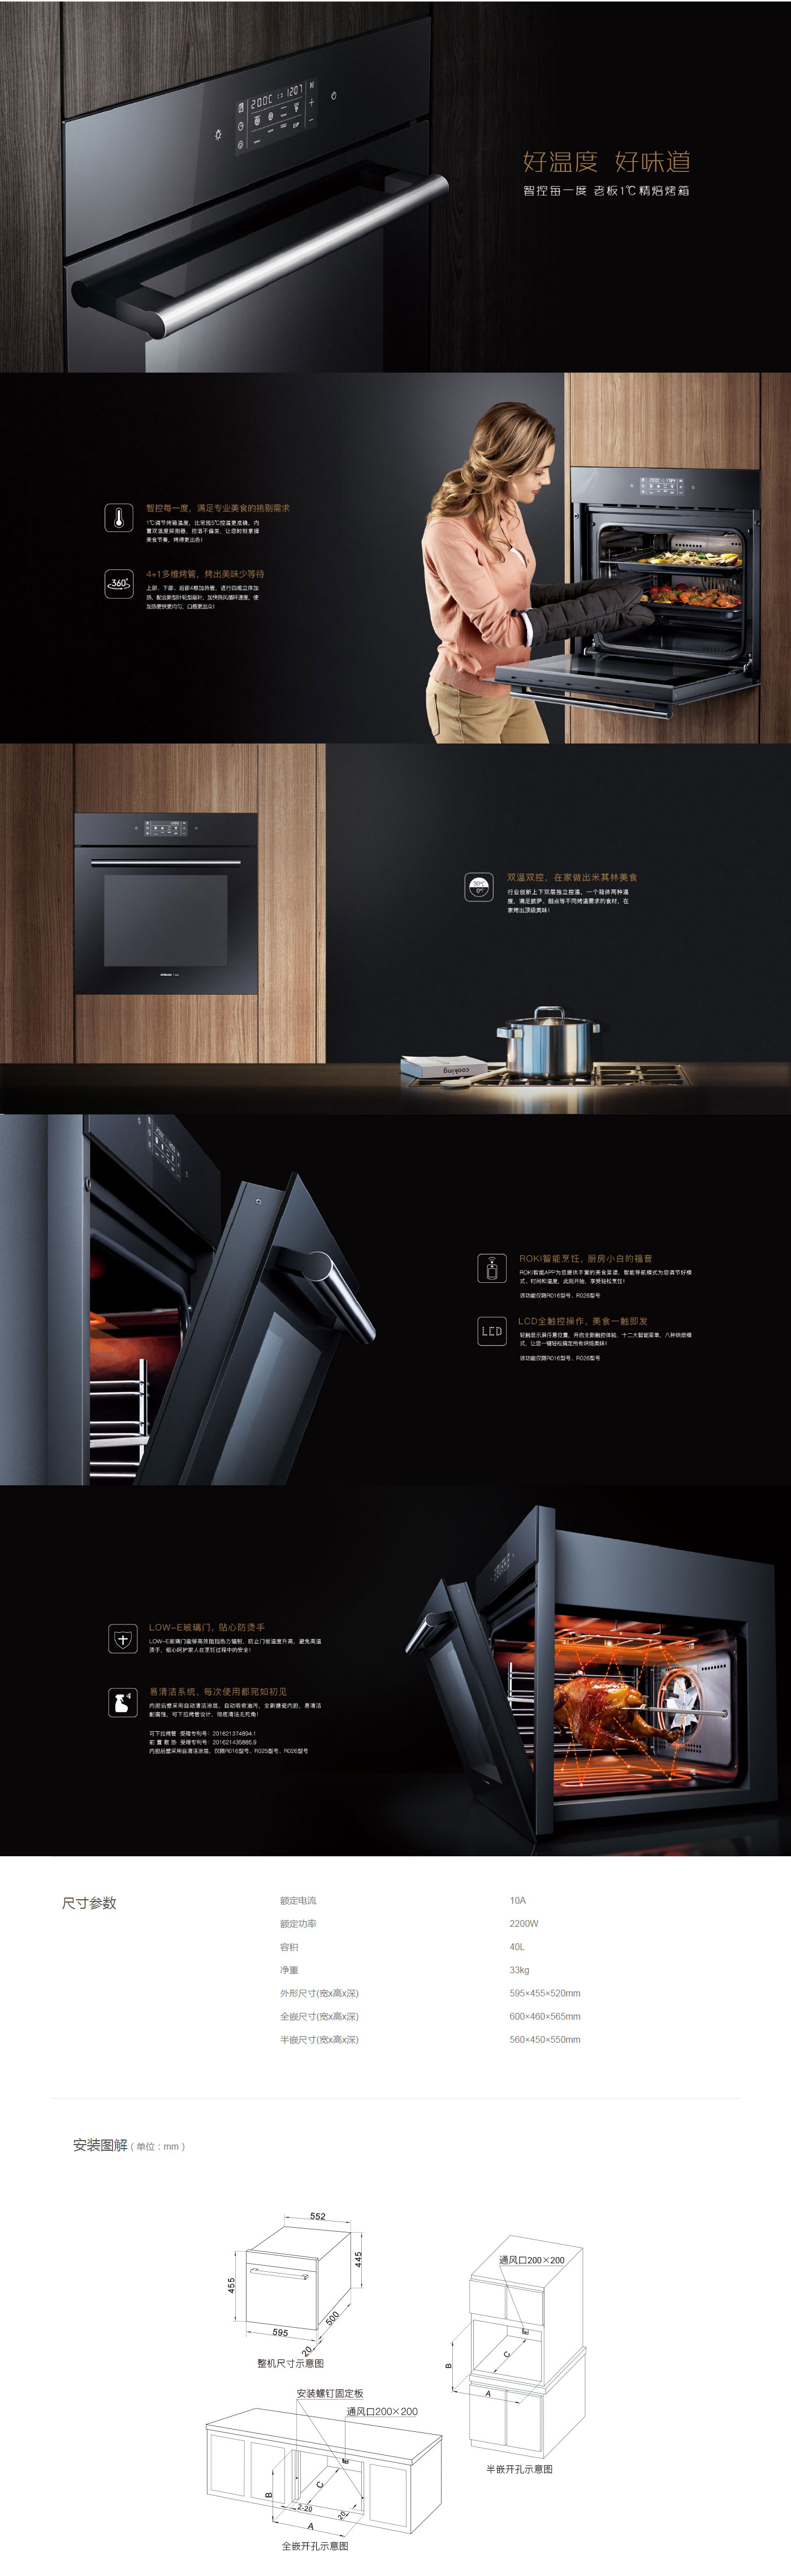 200C 1207
好温度 好味道
智控每一度 老板1℃精焙烤箱
智控每一度，满足专业美食的挑剔需求
1℃调节烤箱温度，比常规5℃控温更准确，内
置双温度探测器，控温不偏差，让您时刻掌握
美食节奏，烤得更出色！
360°
4+1多维烤管，烤出美味少等待
上部、下部、后部4根加热管，进行四维立体加
热，配合新型叶轮型扇叶，加快热风循环速度，使
加热更快更均匀，口感更出众！
30℃
0℃
双温双控，在家做出米其林美食
行业创新上下双层独立控温，一个箱体两种温
度，满足披萨、甜点等不同烤温需求的食材，在
家烤出顶级美味！
cooking
ROKI智能烹饪，厨房小白的福音
ROKI智能APP为您提供丰富的美食菜谱，智能导航模式为您调节好模
式、时间和温度，此刻开始，享受轻松烹饪！
该功能仅限R016型号、R026型号
LCD
LCD全触控操作，美食一触即发
轻触显示屏任意位置，开启全新触控体验，十二大智能菜单，八种烘焙模
式，让您一键轻松搞定所有烘焙美味！
该功能仅限R016型号、R026型号
LOW-E玻璃门，贴心防烫手
LOW-E玻璃门能够高效阻挡热力辐射，防止门板温度升高，避免高温
烫手，粗心呵护家人在烹饪过程中的安全！
易清洁系统，每次使用都宛如初见
内胆后壁采用自动清洁涂层，自动吸收油污，全新搪瓷内胆，易清洁
耐腐蚀，可下拉烤管设计，彻底清洁无死角！
可下拉烤管 受理专利号：201621374894.1
前 置 散 热 受理专利号：201621435885.9
内胆后壁采用自清洁涂层，仅限R016型号、R025型号、R026型号
尺寸参数
额定电流 10A
额定功率 2200W
容积 40L
净重 33kg
外形尺寸(宽x高x深) 595×455×520mm
全嵌尺寸(宽x高x深) 600×460×565mm
半嵌尺寸(宽x高x深) 560×450×550mm
安装图解（单位：mm）
552
445
455
500
595
20
整机尺寸示意图
通风口200×200
B
C
A
半嵌开孔示意图
安装螺钉固定板
通风口200×200
B
C
2-20
20
A
全嵌开孔示意图